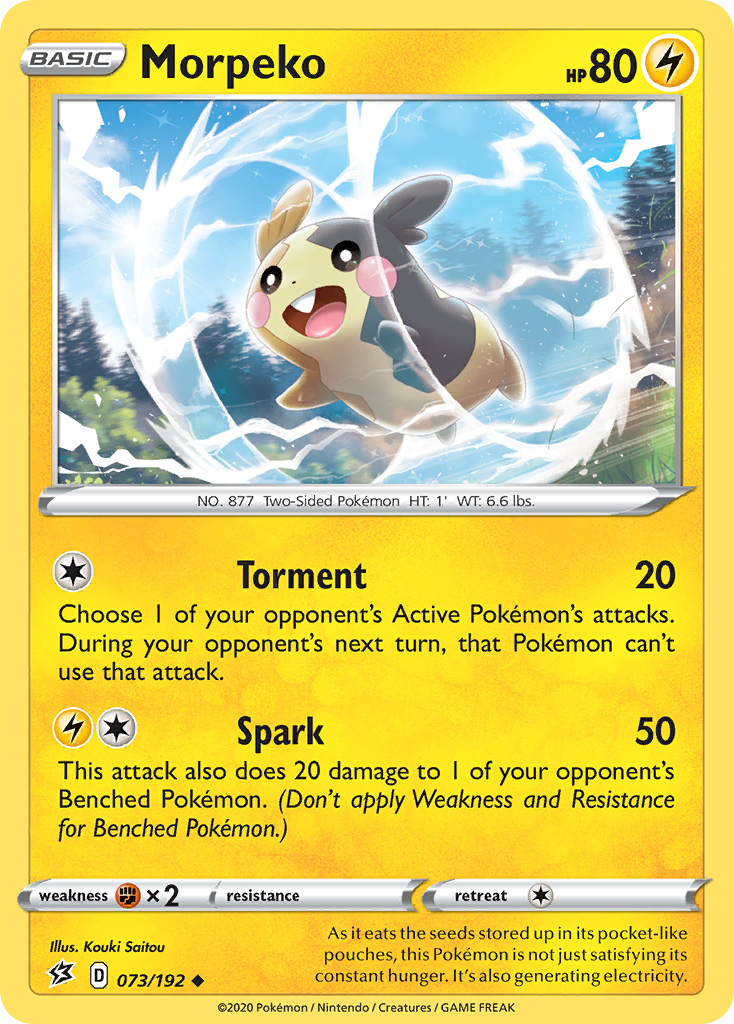 BASIC
Morpeko
HP 80
NO. 877 Two-Sided Pokémon HT: 1' WT: 6.6 lbs.
Torment 20
Choose 1 of your opponent's Active Pokémon's attacks.
During your opponent's next turn, that Pokémon can't
use that attack.
Spark 50
This attack also does 20 damage to 1 of your opponent's
Benched Pokémon. (Don't apply Weakness and Resistance
for Benched Pokémon.)
weakness ×2 resistance retreat
Illus. Kouki Saitou
D 073/192
As it eats the seeds stored up in its pocket-like
pouches, this Pokémon is not just satisfying its
constant hunger. It's also generating electricity.
©2020 Pokémon / Nintendo / Creatures / GAME FREAK